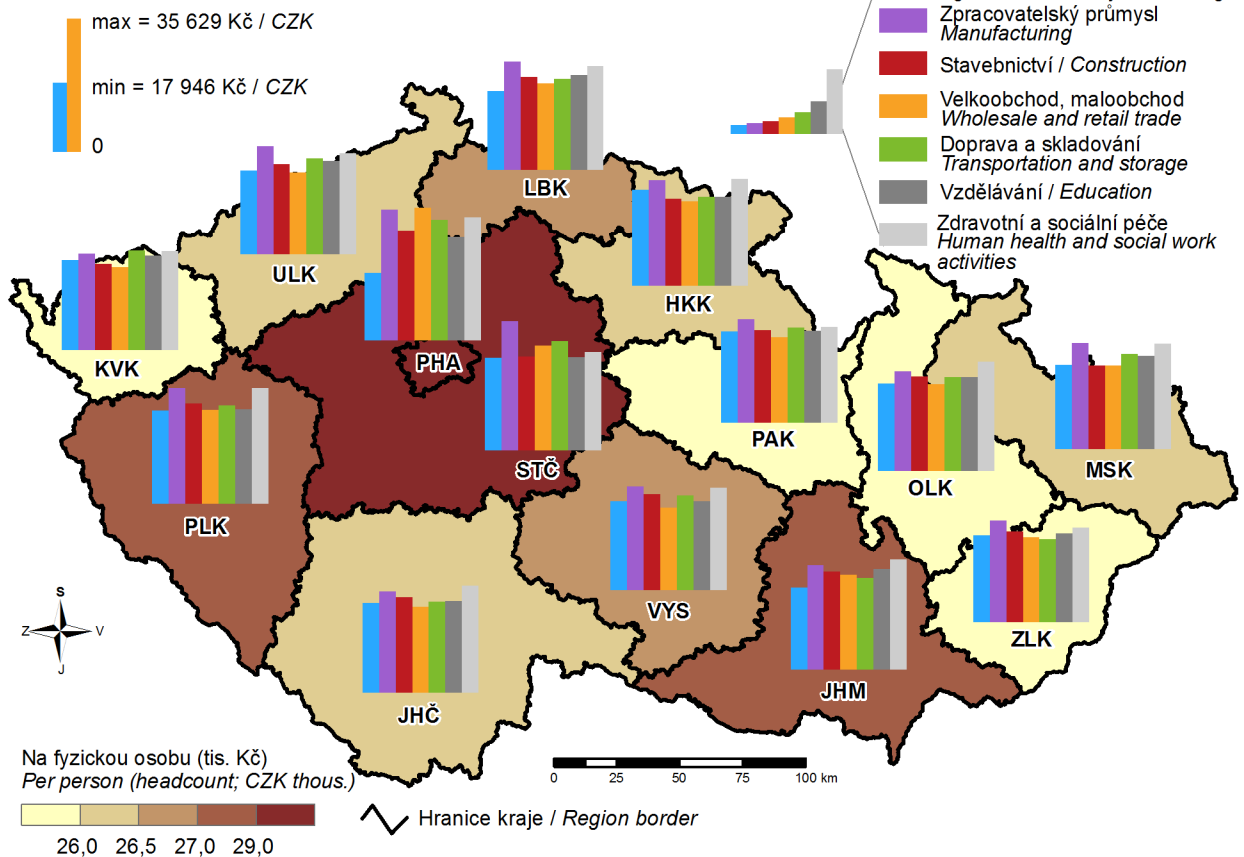 max = 35 629 Kč / CZK
min = 17 946 Kč / CZK
0
Zpracovatelský průmysl
Manufacturing
Stavebnictví / Construction
Velkoobchod, maloobchod
Wholesale and retail trade
Doprava a skladování
Transportation and storage
Vzdělávání / Education
Zdravotní a sociální péče
Human health and social work
activities
LBK
ULK
HKK
KVK
PHA
PAK
STČ
MSK
OLK
PLK
VYS
ZLK
JHM
JHČ
S
Z V
J
Na fyzickou osobu (tis. Kč)
Per person (headcount; CZK thous.)
26,0 26,5 27,0 29,0
Hranice kraje / Region border
0 25 50 75 100 km